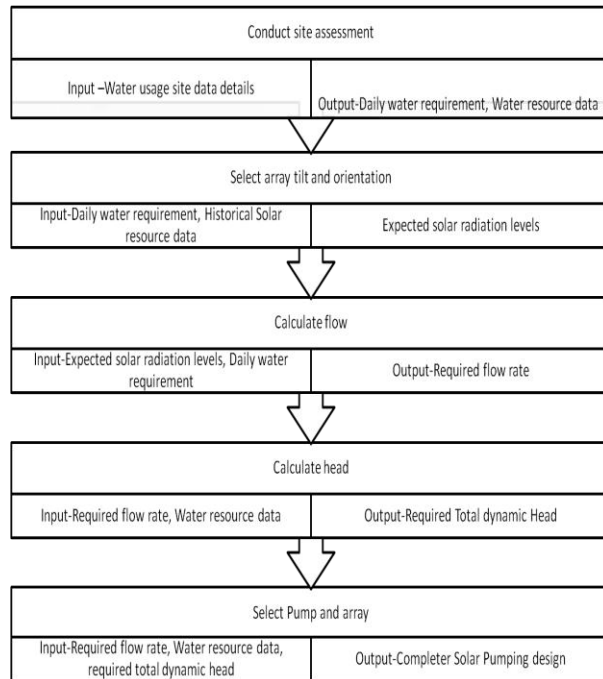 Conduct site assessment
Input –Water usage site data details
Output-Daily water requirement, Water resource data
Select array tilt and orientation
Input-Daily water requirement, Historical Solar
resource data
Expected solar radiation levels
Calculate flow
Input-Expected solar radiation levels, Daily water
requirement
Output-Required flow rate
Calculate head
Input-Required flow rate, Water resource data
Output-Required Total dynamic Head
Select Pump and array
Input-Required flow rate, Water resource data,
required total dynamic head
Output-Completer Solar Pumping design